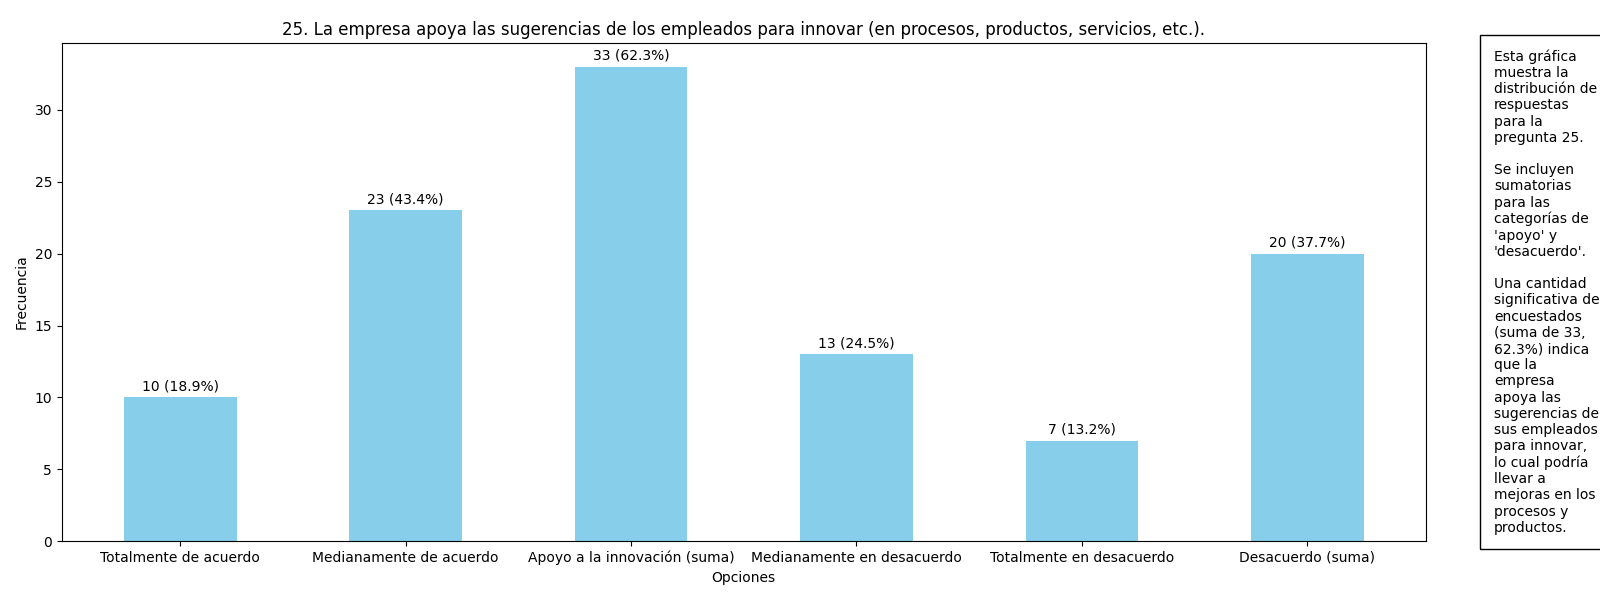 25. La empresa apoya las sugerencias de los empleados para innovar (en procesos, productos, servicios, etc.).
Frecuencia
30
25
20
15
10
5
0
10 (18.9%)
23 (43.4%)
33 (62.3%)
13 (24.5%)
7 (13.2%)
20 (37.7%)
Totalmente de acuerdo
Medianamente de acuerdo
Apoyo a la innovación (suma)
Medianamente en desacuerdo
Totalmente en desacuerdo
Desacuerdo (suma)
Opciones
Esta gráfica
muestra la
distribución de
respuestas
para la
pregunta 25.
Se incluyen
sumatorias
para las
categorías de
'apoyo' y
'desacuerdo'.
Una cantidad
significativa de
encuestados
(suma de 33,
62.3%) indica
que la
empresa
apoya las
sugerencias de
sus empleados
para innovar,
lo cual podría
llevar a
mejoras en los
procesos y
productos.